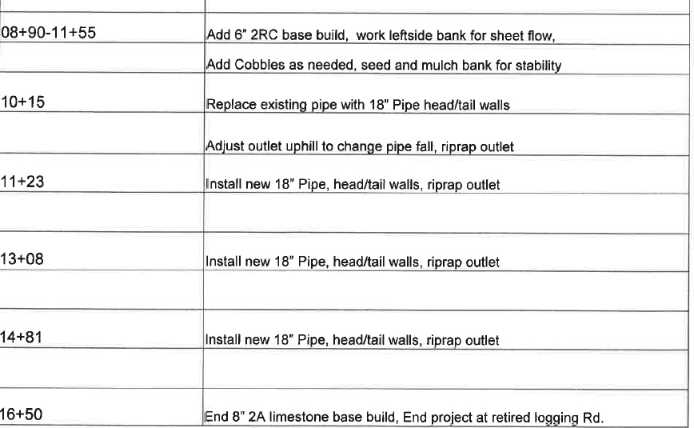 08+90-11+55 Add 6" 2RC base build, work leftside bank for sheet flow,
Add Cobbles as needed, seed and mulch bank for stability
10+15 Replace existing pipe with 18" Pipe head/tail walls
Adjust outlet uphill to change pipe fall, riprap outlet
11+23 Install new 18" Pipe, head/tail walls, riprap outlet
13+08 Install new 18" Pipe, head/tail walls, riprap outlet
14+81 Install new 18" Pipe, head/tail walls, riprap outlet
16+50 End 8" 2A limestone base build, End project at retired logging Rd.